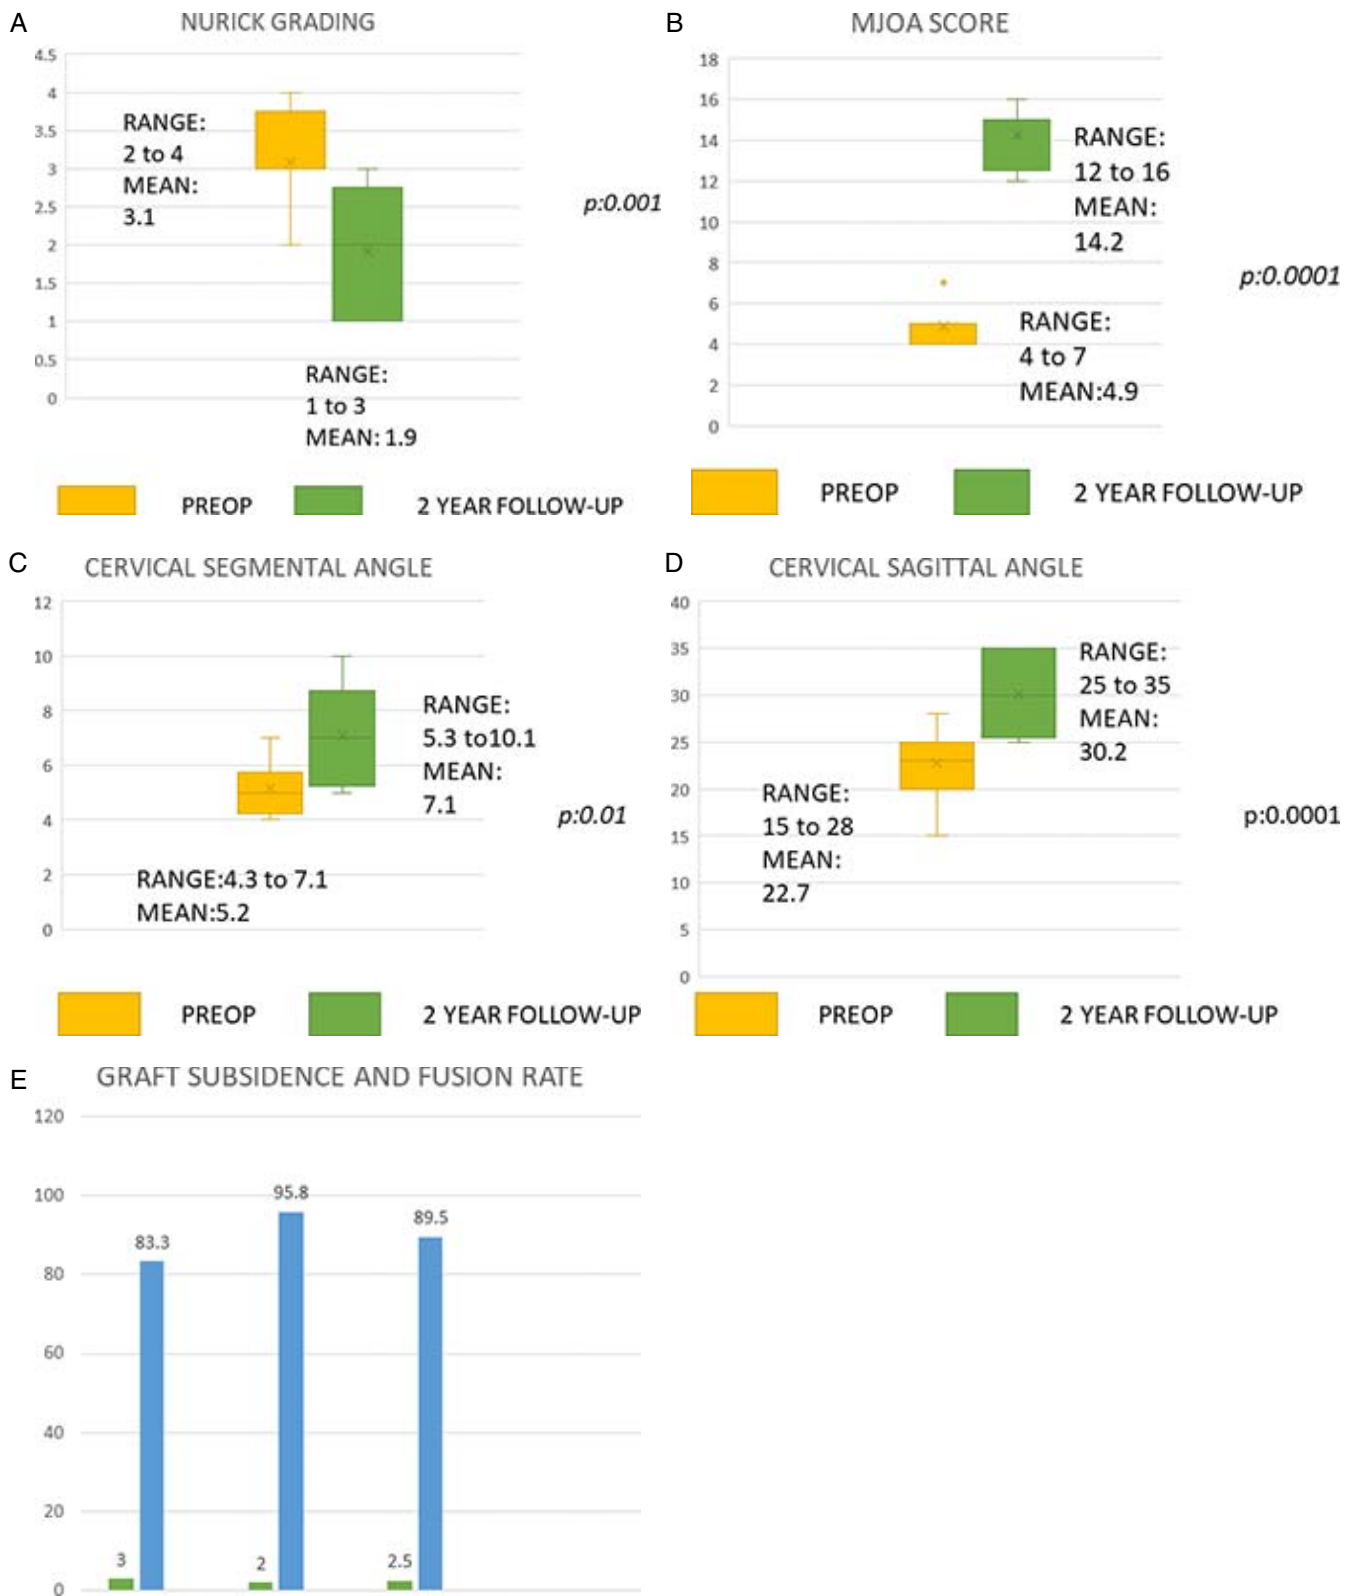 A
NURICK GRADING
4.5
4
3.5
3
2.5
2
1.5
1
0.5
0
RANGE:
2 to 4
MEAN:
3.1
p:0.001
RANGE:
1 to 3
MEAN: 1.9
PREOP
2 YEAR FOLLOW-UP
B
MJOA SCORE
18
16
14
12
10
8
6
4
2
0
RANGE:
12 to 16
MEAN:
14.2
p:0.0001
RANGE:
4 to 7
MEAN:4.9
PREOP
2 YEAR FOLLOW-UP
C
CERVICAL SEGMENTAL ANGLE
12
10
8
6
4
2
0
RANGE:
5.3 to10.1
MEAN:
7.1
p:0.01
RANGE:4.3 to 7.1
MEAN:5.2
PREOP
2 YEAR FOLLOW-UP
D
CERVICAL SAGITTAL ANGLE
40
35
30
25
20
15
10
5
0
RANGE:
25 to 35
MEAN:
30.2
RANGE:
15 to 28
MEAN:
22.7
p:0.0001
PREOP
2 YEAR FOLLOW-UP
E
GRAFT SUBSIDENCE AND FUSION RATE
120
100
80
60
40
20
0
83.3
95.8
89.5
3
2
2.5